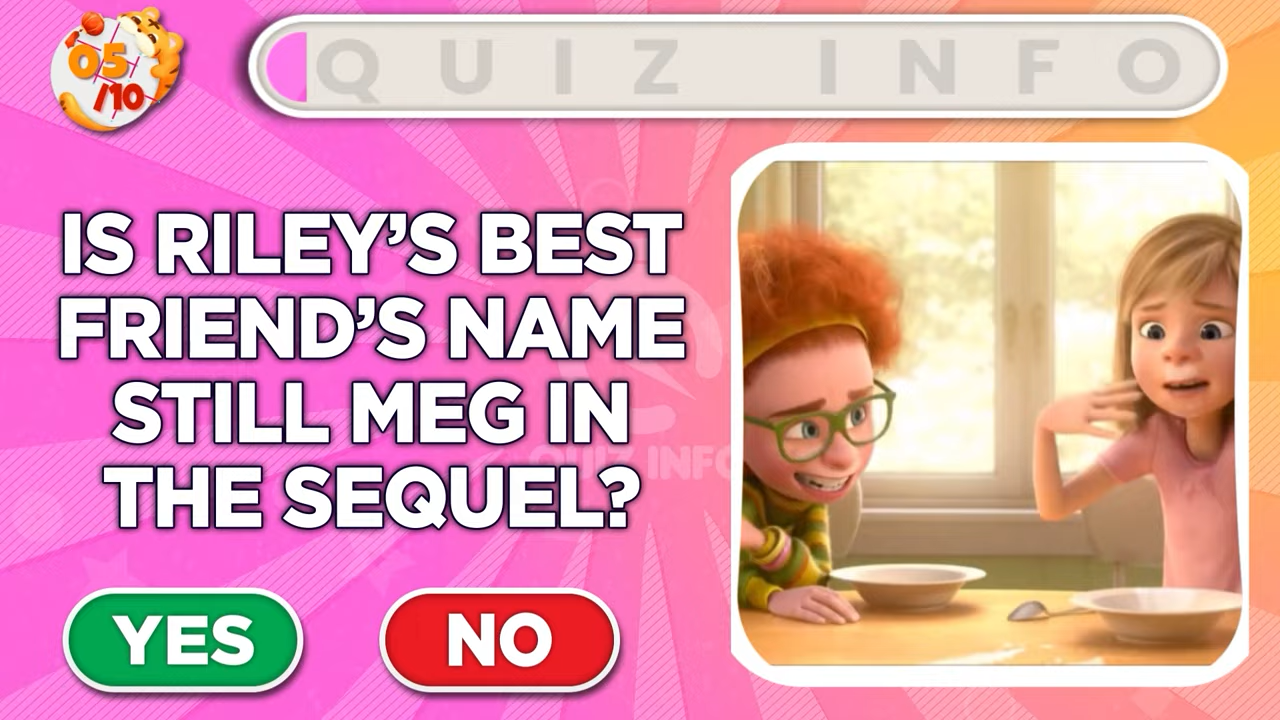 05
/10
QUIZ INFO
IS RILEY’S BEST
FRIEND’S NAME
STILL MEG IN
THE SEQUEL?
QUIZ INFO
YES
NO